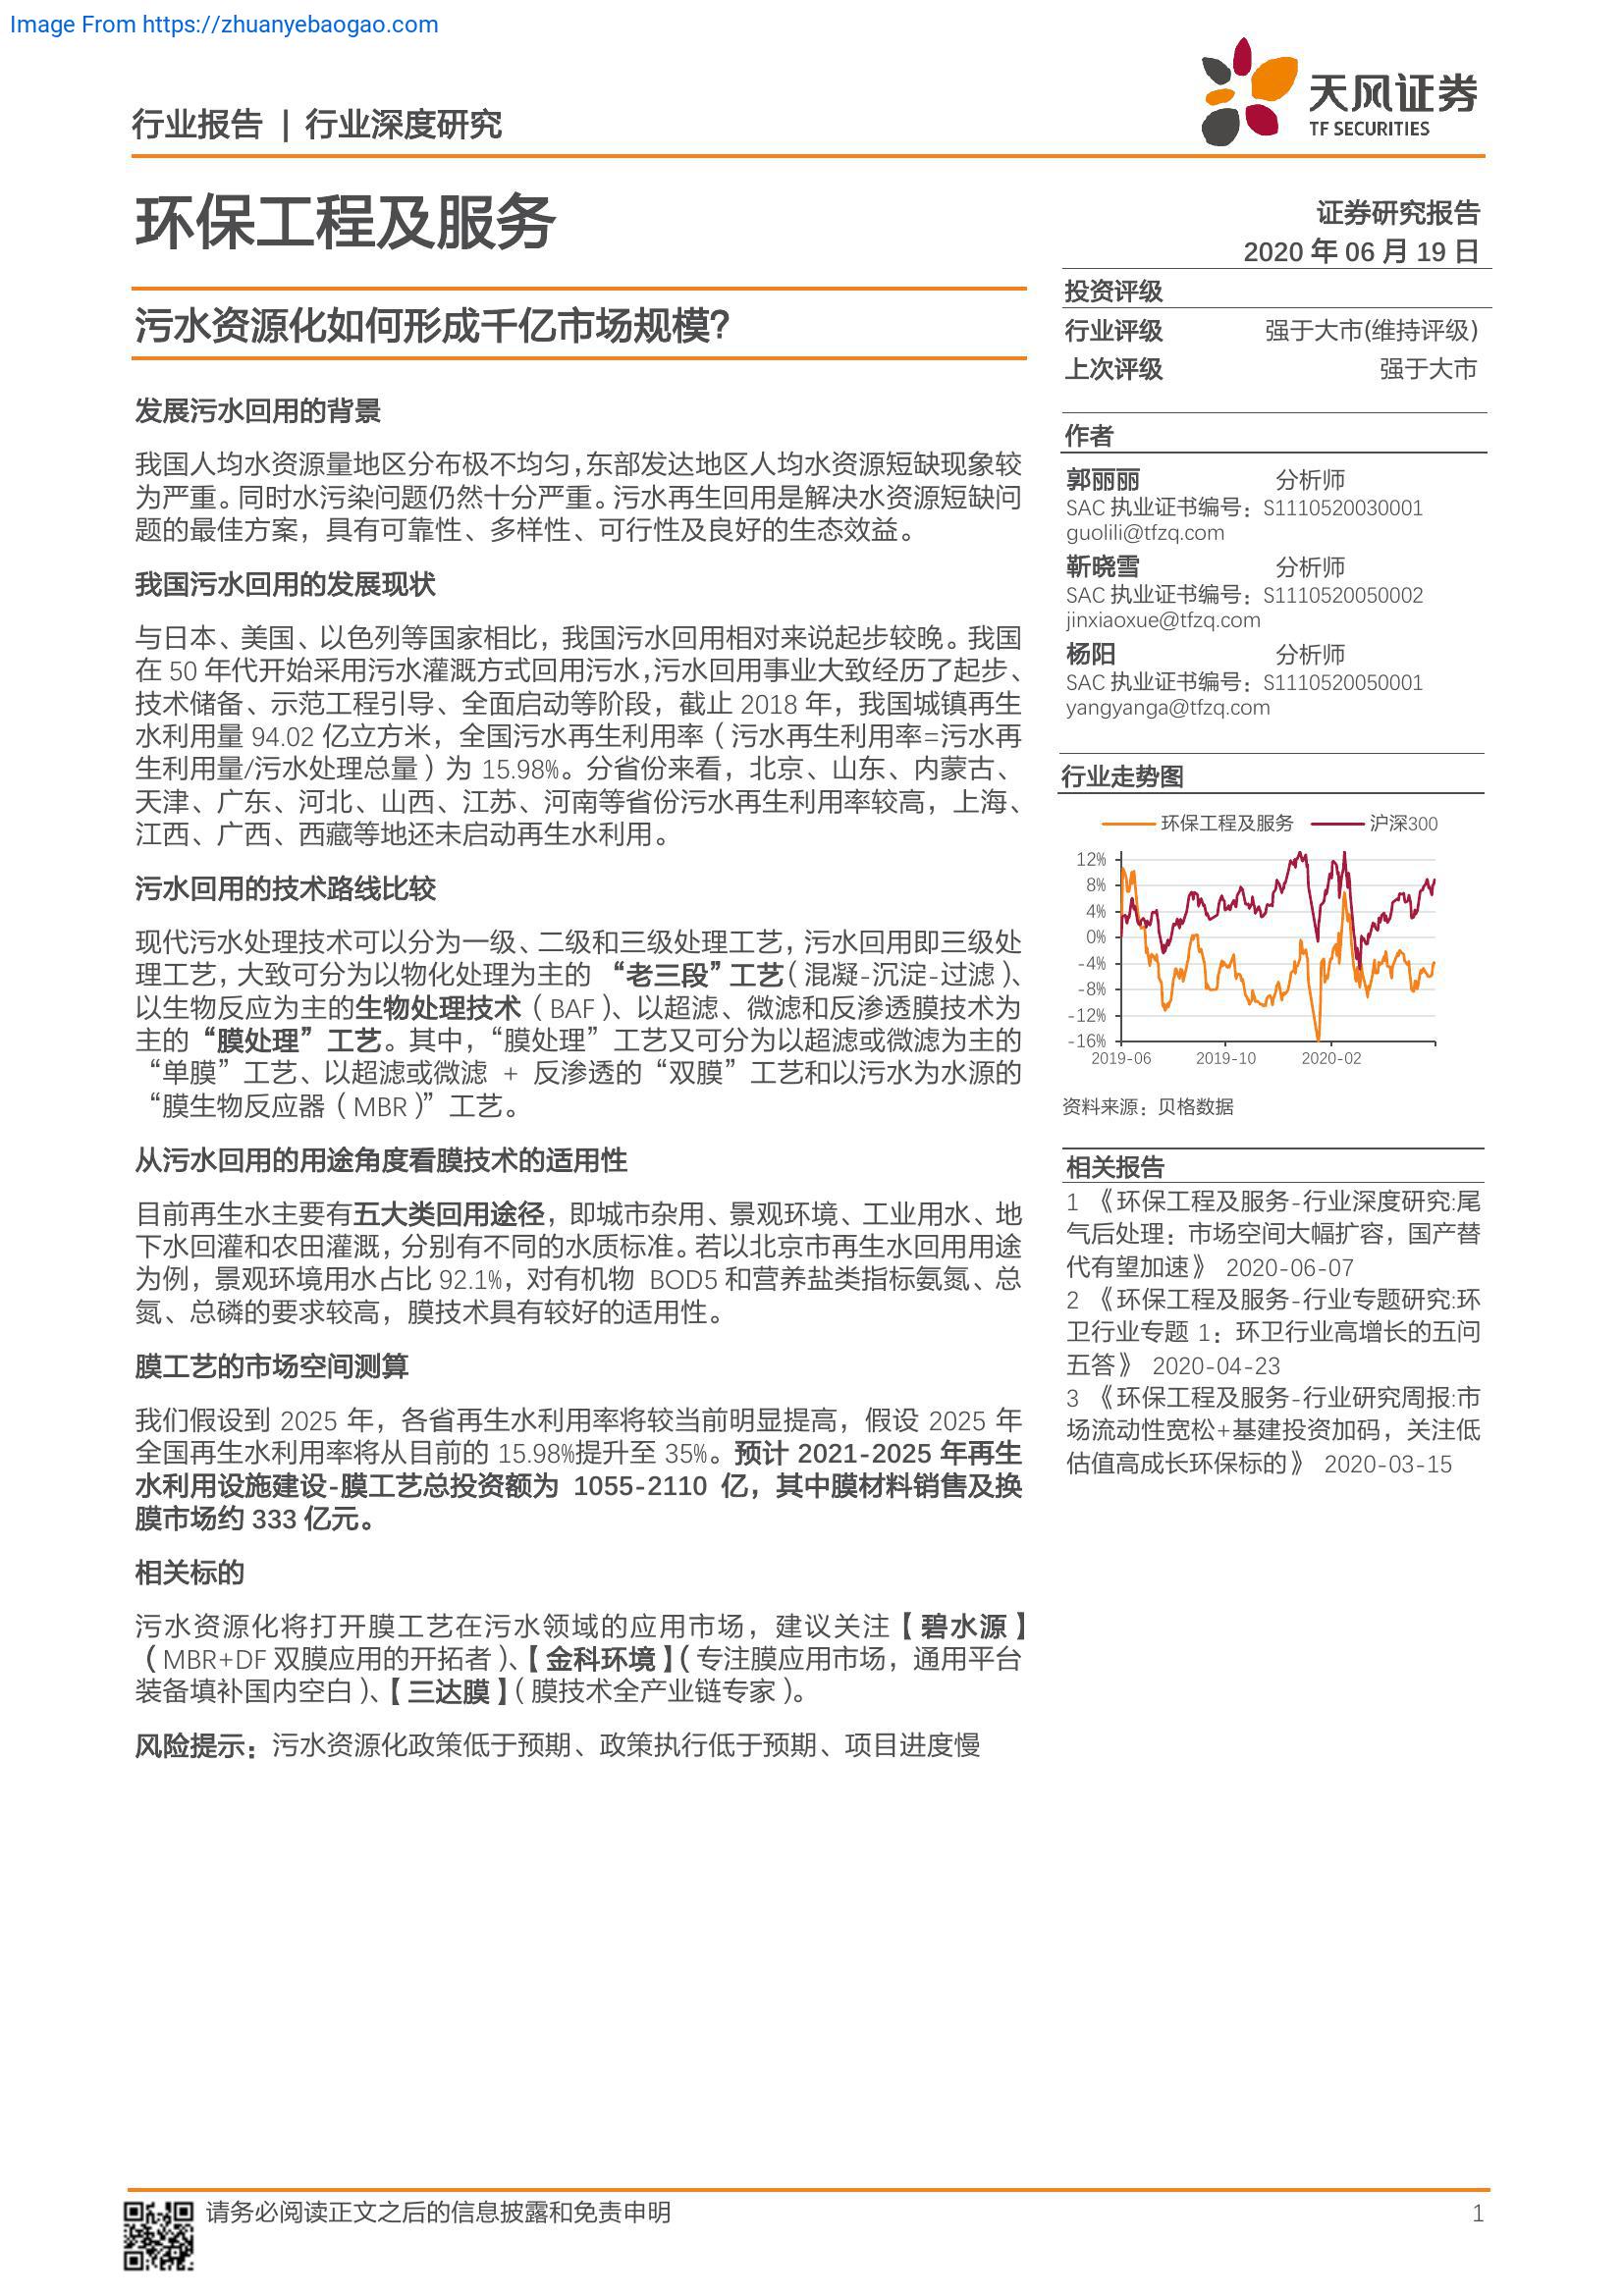 Image From https://zhuanyebaogao.com
行业报告 | 行业深度研究
天风证券
TF SECURITIES
环保工程及服务
证券研究报告
2020 年 06 月 19 日
污水资源化如何形成千亿市场规模？
投资评级
行业评级 强于大市(维持评级)
上次评级 强于大市
发展污水回用的背景
我国人均水资源量地区分布极不均匀，东部发达地区人均水资源短缺现象较
为严重。同时水污染问题仍然十分严重。污水再生回用是解决水资源短缺问
题的最佳方案，具有可靠性、多样性、可行性及良好的生态效益。
我国污水回用的发展现状
与日本、美国、以色列等国家相比，我国污水回用相对来说起步较晚。我国
在 50 年代开始采用污水灌溉方式回用污水，污水回用事业大致经历了起步、
技术储备、示范工程引导、全面启动等阶段，截止 2018 年，我国城镇再生
水利用量 94.02 亿立方米，全国污水再生利用率（污水再生利用率=污水再
生利用量/污水处理总量）为 15.98%。分省份来看，北京、山东、内蒙古、
天津、广东、河北、山西、江苏、河南等省份污水再生利用率较高，上海、
江西、广西、西藏等地还未启动再生水利用。
污水回用的技术路线比较
现代污水处理技术可以分为一级、二级和三级处理工艺，污水回用即三级处
理工艺，大致可分为以物化处理为主的 “老三段”工艺（混凝-沉淀-过滤）、
以生物反应为主的生物处理技术（BAF）、以超滤、微滤和反渗透膜技术为
主的“膜处理”工艺。其中，“膜处理”工艺又可分为以超滤或微滤为主的
“单膜”工艺、以超滤或微滤 + 反渗透的“双膜”工艺和以污水为水源的
“膜生物反应器（MBR）”工艺。
从污水回用的用途角度看膜技术的适用性
目前再生水主要有五大类回用途径，即城市杂用、景观环境、工业用水、地
下水回灌和农田灌溉，分别有不同的水质标准。若以北京市再生水回用用途
为例，景观环境用水占比 92.1%，对有机物 BOD5 和营养盐类指标氨氮、总
氮、总磷的要求较高，膜技术具有较好的适用性。
膜工艺的市场空间测算
我们假设到 2025 年，各省再生水利用率将较当前明显提高，假设 2025 年
全国再生水利用率将从目前的 15.98%提升至 35%。预计 2021-2025 年再生
水利用设施建设-膜工艺总投资额为 1055-2110 亿，其中膜材料销售及换
膜市场约 333 亿元。
相关标的
污水资源化将打开膜工艺在污水领域的应用市场，建议关注【碧水源】
（MBR+DF 双膜应用的开拓者）、【金科环境】（专注膜应用市场，通用平台
装备填补国内空白）、【三达膜】（膜技术全产业链专家）。
风险提示：污水资源化政策低于预期、政策执行低于预期、项目进度慢
作者
郭丽丽 分析师
SAC 执业证书编号：S1110520030001
guolili@tfzq.com
靳晓雪 分析师
SAC 执业证书编号：S1110520050002
jinxiaoxue@tfzq.com
杨阳 分析师
SAC 执业证书编号：S1110520050001
yangyanga@tfzq.com
行业走势图
环保工程及服务 沪深300
12%
8%
4%
0%
-4%
-8%
-12%
-16%
2019-06 2019-10 2020-02
资料来源：贝格数据
相关报告
1 《环保工程及服务-行业深度研究:尾
气后处理：市场空间大幅扩容，国产替
代有望加速》 2020-06-07
2 《环保工程及服务-行业专题研究:环
卫行业专题 1：环卫行业高增长的五问
五答》 2020-04-23
3 《环保工程及服务-行业研究周报:市
场流动性宽松+基建投资加码，关注低
估值高成长环保标的》 2020-03-15
请务必阅读正文之后的信息披露和免责申明 1